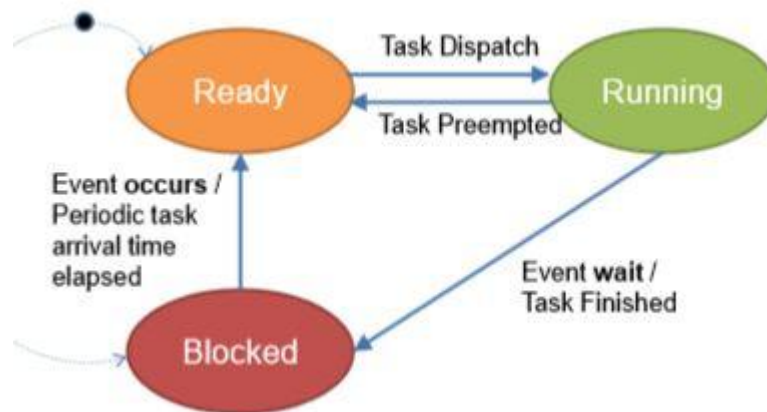 Task Dispatch
Ready
Running
Task Preempted
Event occurs /
Periodic task
arrival time
elapsed
Event wait /
Task Finished
Blocked